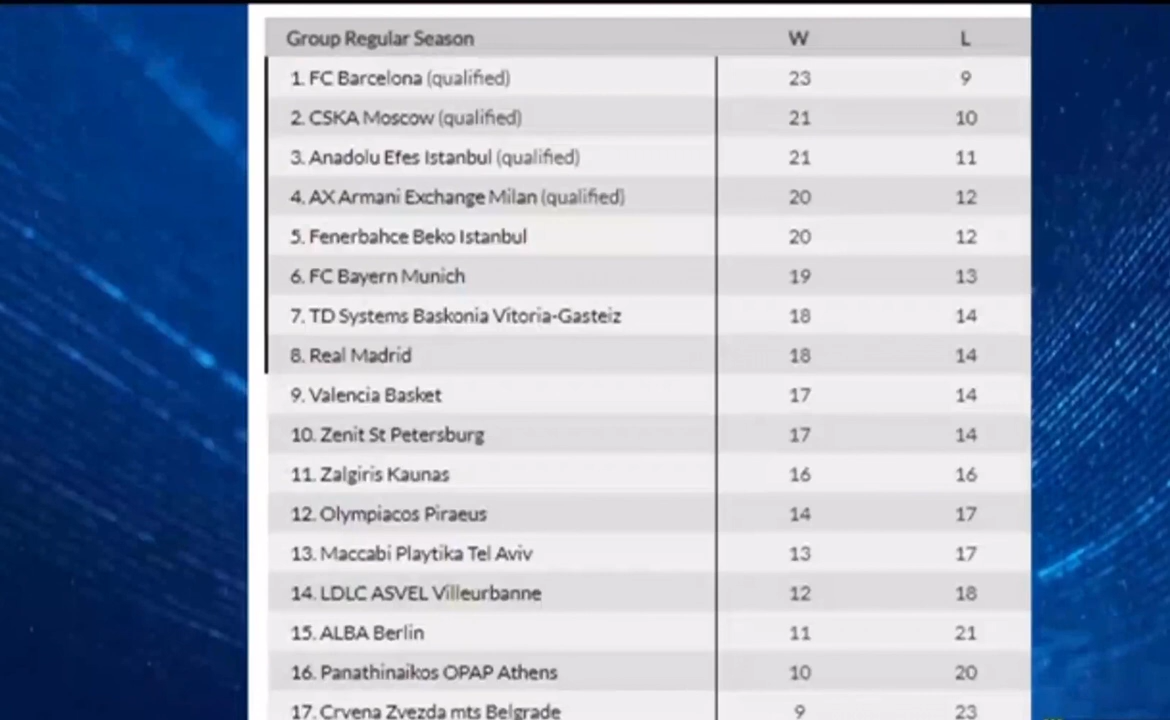 Group Regular Season W L
1. FC Barcelona (qualified) 23 9
2. CSKA Moscow (qualified) 21 10
3. Anadolu Efes Istanbul (qualified) 21 11
4. AX Armani Exchange Milan (qualified) 20 12
5. Fenerbahce Beko Istanbul 20 12
6. FC Bayern Munich 19 13
7. TD Systems Baskonia Vitoria-Gasteiz 18 14
8. Real Madrid 18 14
9. Valencia Basket 17 14
10. Zenit St Petersburg 17 14
11. Zalgiris Kaunas 16 16
12. Olympiacos Piraeus 14 17
13. Maccabi Playtika Tel Aviv 13 17
14. LDLC ASVEL Villeurbanne 12 18
15. ALBA Berlin 11 21
16. Panathinaikos OPAP Athens 10 20
17. Crvena Zvezda mts Belgrade 9 23